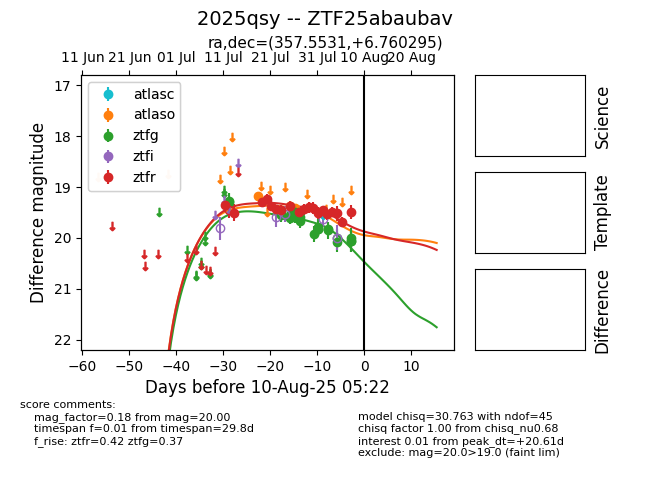 2025qsy -- ZTF25abaubav
ra,dec=(357.5531,+6.760295)
11 Jun 21 Jun 01 Jul 11 Jul 21 Jul 31 Jul 10 Aug 20 Aug
17
18
19
20
21
22
Difference magnitude
atlasc
atlaso
ztfg
ztfi
ztfr
−60 −50 −40 −30 −20 −10 0 10
Days before 10-Aug-25 05:22
Science
Template
Difference
score comments:
mag_factor=0.18 from mag=20.00
timespan f=0.01 from timespan=29.8d
f_rise: ztfr=0.42 ztfg=0.37
model chisq=30.763 with ndof=45
chisq factor 1.00 from chisq_nu0.68
interest 0.01 from peak_dt=+20.61d
exclude: mag=20.0>19.0 (faint lim)